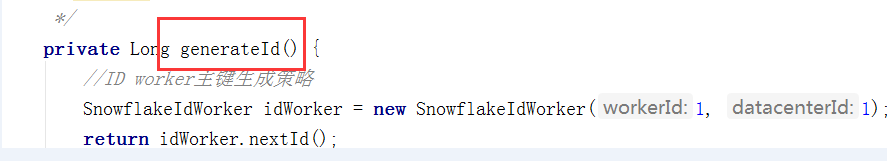 */
private Long generateId() {
//ID worker主键生成策略
SnowflakeIdWorker idWorker = new SnowflakeIdWorker( workerId: 1, datacenterId: 1);
return idWorker.nextId();